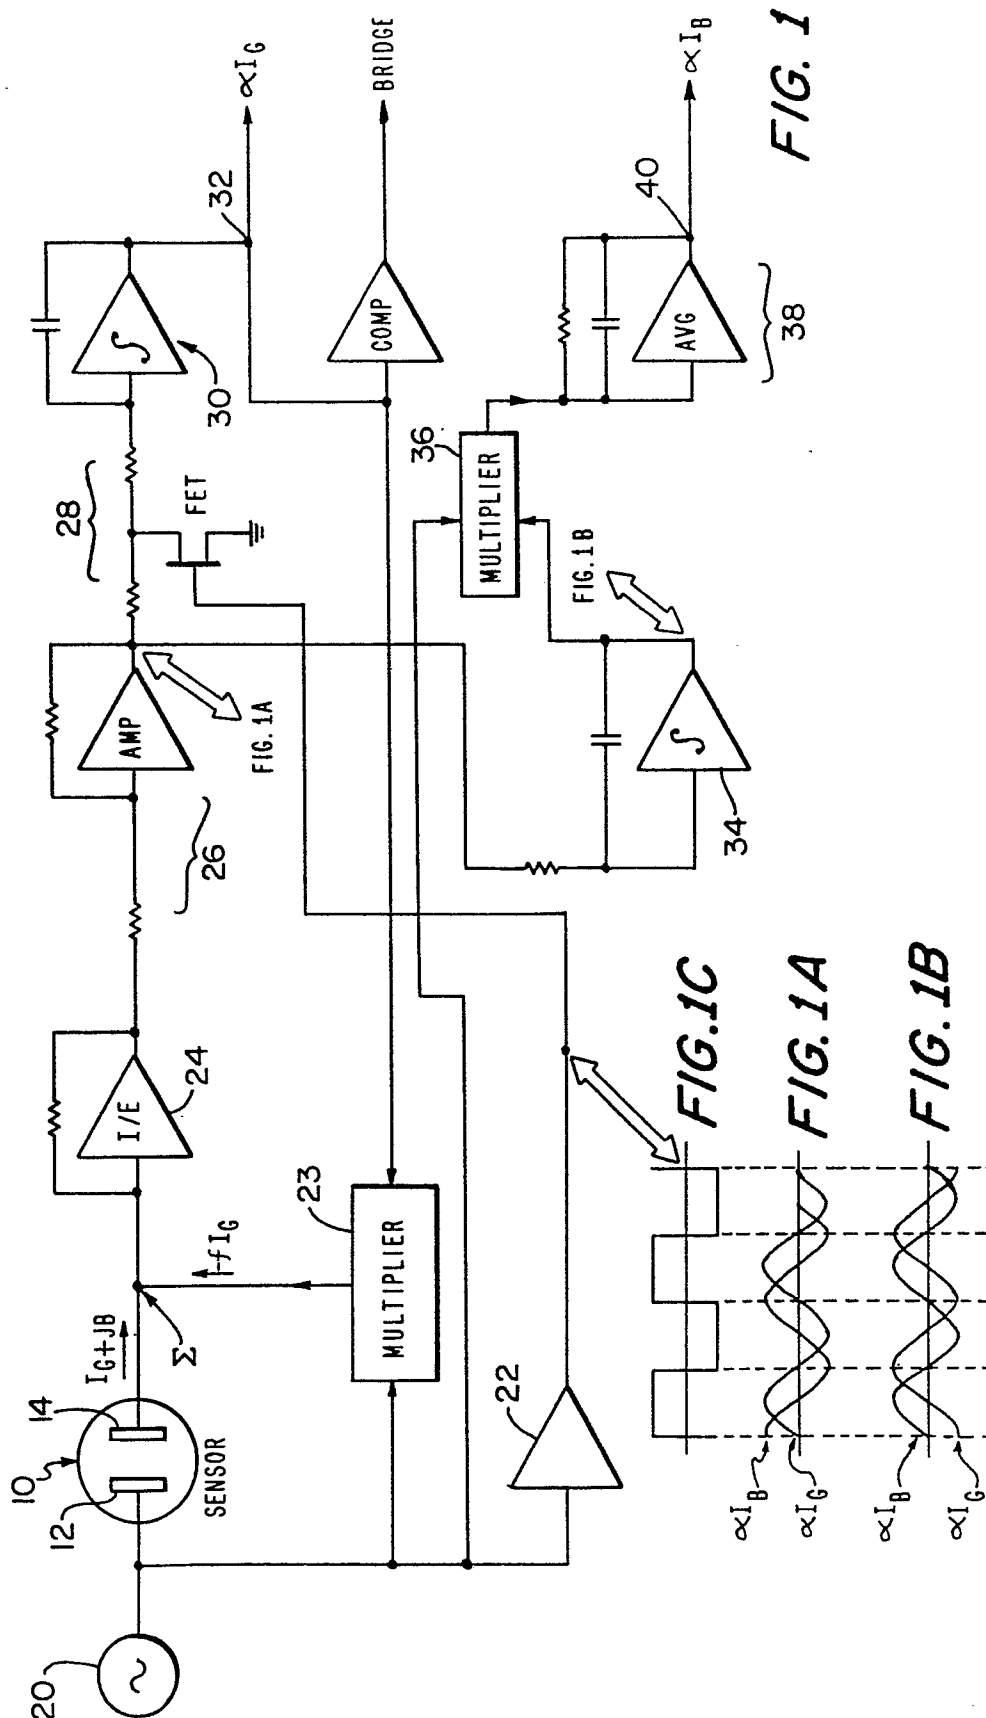 20
10
12
14
SENSOR
I_G+JB
Σ
-fI_G
MULTIPLIER
23
22
I/E
24
26
AMP
FIG. 1A
28
FET
∫
30
32
∝I_G
COMP
BRIDGE
34
∫
FIG. 1B
MULTIPLIER
36
AVG
38
40
∝I_B
FIG. 1
FIG.1C
∝I_B
∝I_G
FIG. 1A
∝I_B
∝I_G
FIG. 1B